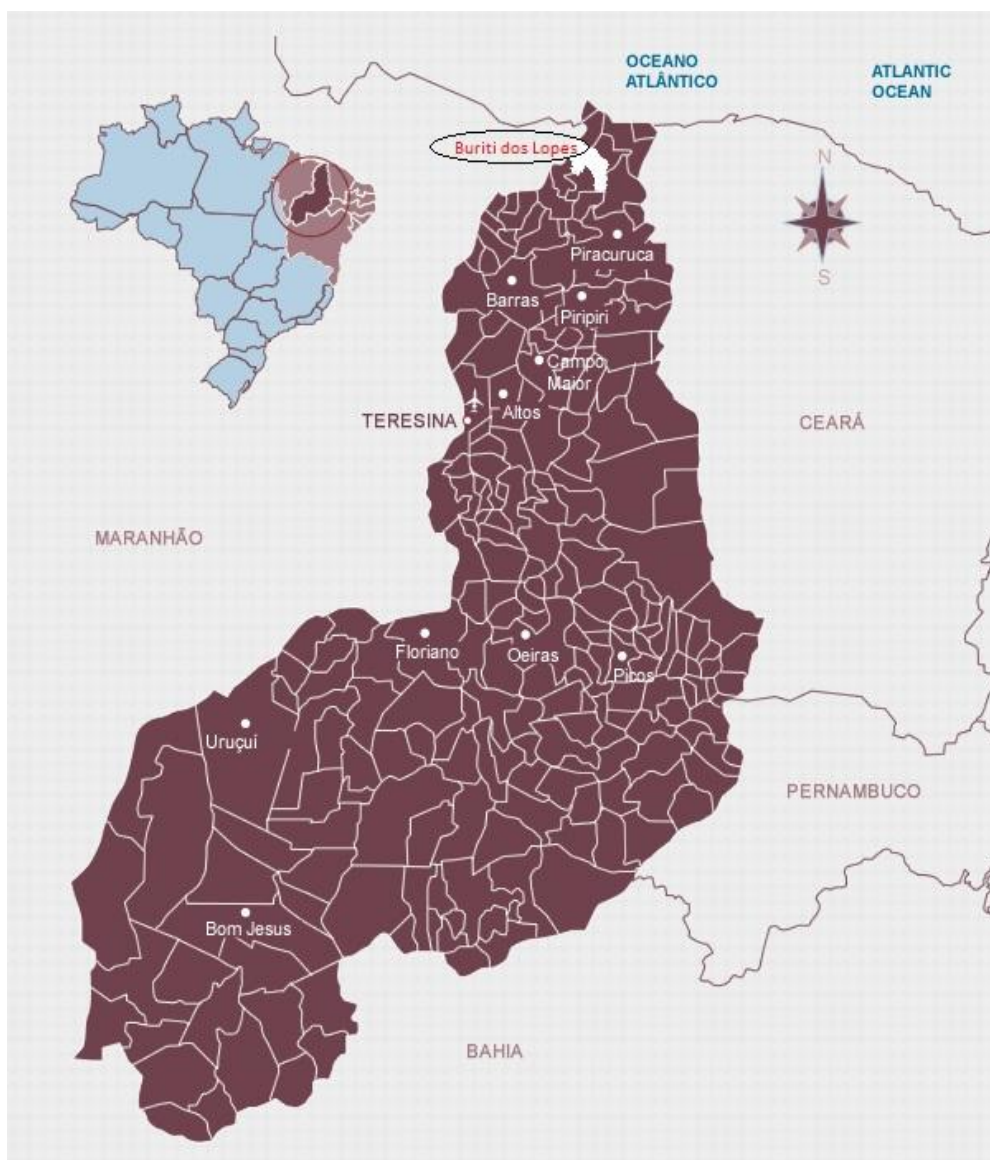 OCEANO
ATLÂNTICO
ATLANTIC
OCEAN
Buriti dos Lopes
N
S
Piracuruca
Barras
Piripiri
Campo
Maior
Altos
TERESINA
CEARÁ
MARANHÃO
Floriano
Oeiras
Picos
Uruçuí
PERNAMBUCO
Bom Jesus
BAHIA